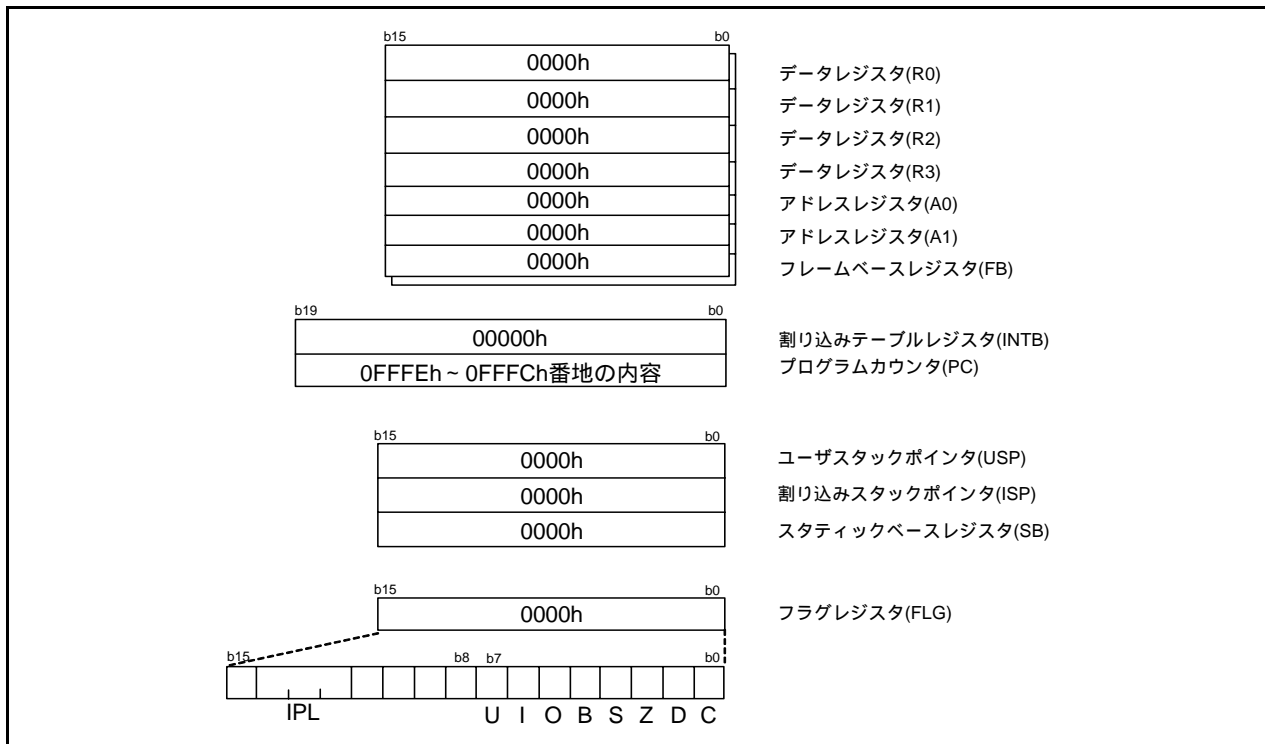 b15 b0
0000h データレジスタ(R0)
0000h データレジスタ(R1)
0000h データレジスタ(R2)
0000h データレジスタ(R3)
0000h アドレスレジスタ(A0)
0000h アドレスレジスタ(A1)
0000h フレームベースレジスタ(FB)
b19 b0
00000h 割り込みテーブルレジスタ(INTB)
0FFFEh ~ 0FFFCh番地の内容 プログラムカウンタ(PC)
b15 b0
0000h ユーザスタックポインタ(USP)
0000h 割り込みスタックポインタ(ISP)
0000h スタティックベースレジスタ(SB)
b15 b0
0000h フラグレジスタ(FLG)
b15 b8 b7 b0
IPL U I O B S Z D C